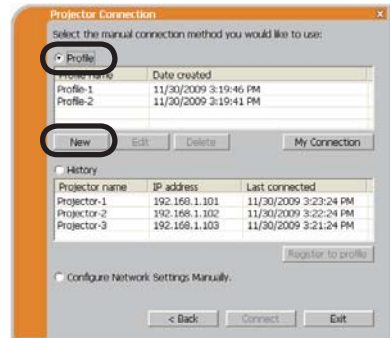 Projector Connection
Select the manual connection method you would like to use:
Profile
Profile name Date created
Profile-1 11/30/2009 3:19:46 PM
Profile-2 11/30/2009 3:19:41 PM
New Edit Delete My Connection
History
Projector name IP address Last connected
Projector-1 192.168.1.101 11/30/2009 3:23:24 PM
Projector-2 192.168.1.102 11/30/2009 3:22:24 PM
Projector-3 192.168.1.103 11/30/2009 3:21:24 PM
Register to profile
Configure Network Settings Manually.
< Back Connect Exit